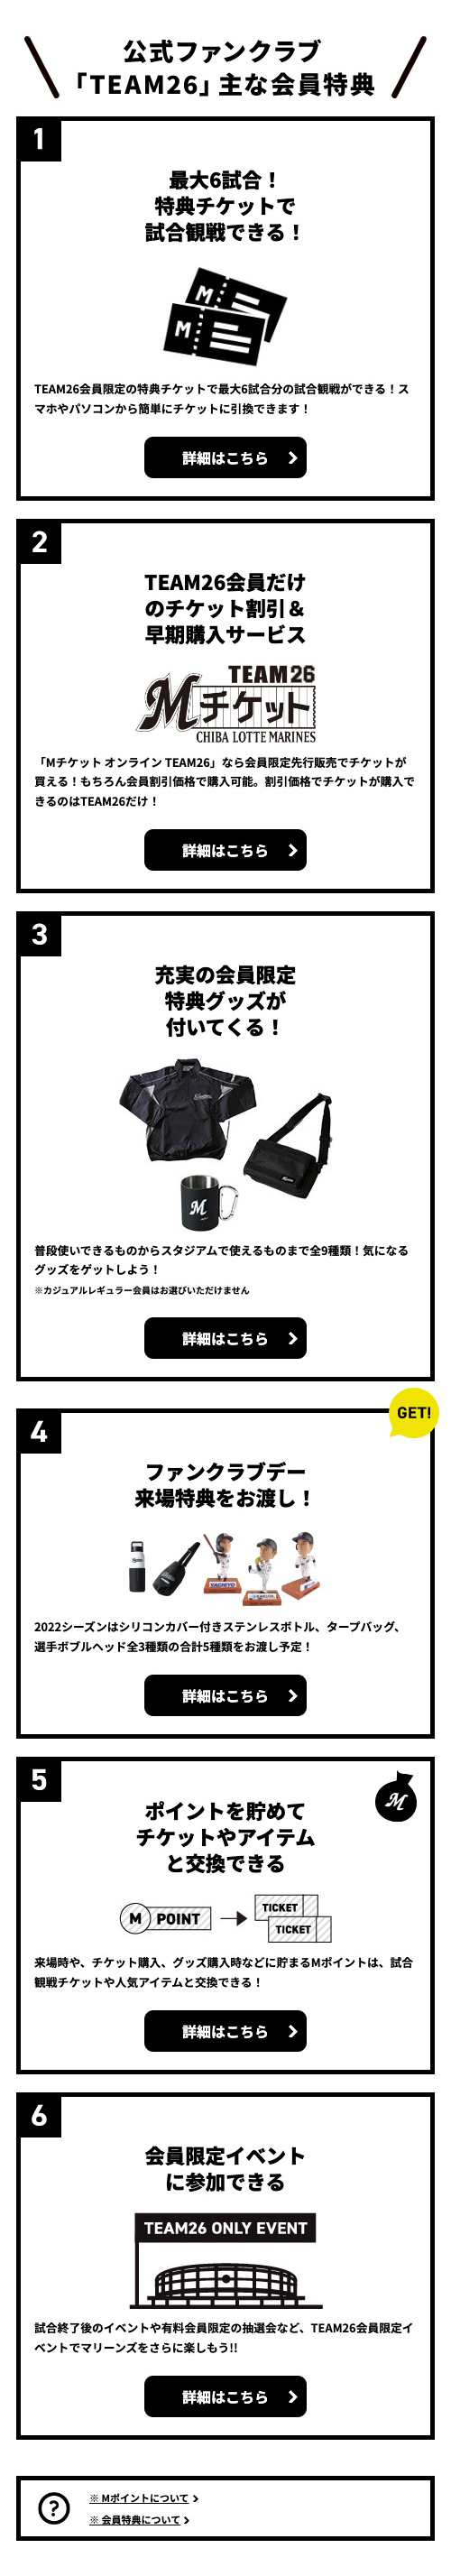 公式ファンクラブ
「TEAM26」主な会員特典
1
最大6試合！
特典チケットで
試合観戦できる！
M
M
TEAM26会員限定の特典チケットで最大6試合分の試合観戦ができる！ス
マホやパソコンから簡単にチケットに引換できます！
詳細はこちら
2
TEAM26会員だけ
のチケット割引＆
早期購入サービス
TEAM26
Mチケット
CHIBA LOTTE MARINES
「Mチケット オンライン TEAM26」なら会員限定先行販売でチケットが
買える！もちろん会員割引価格で購入可能。割引価格でチケットが購入で
きるのはTEAM26だけ！
詳細はこちら
3
充実の会員限定
特典グッズが
付いてくる！
M
普段使いできるものからスタジアムで使えるものまで全9種類！気になる
グッズをゲットしよう！
※カジュアルレギュラー会員はお選びいただけません
詳細はこちら
GET!
4
ファンクラブデー
来場特典をお渡し！
2022シーズンはシリコンカバー付きステンレスボトル、タープバッグ、
選手ボブルヘッド全3種類の合計5種類をお渡し予定！
詳細はこちら
5
M
ポイントを貯めて
チケットやアイテム
と交換できる
M POINT
TICKET
TICKET
来場時や、チケット購入、グッズ購入時などに貯まるMポイントは、試合
観戦チケットや人気アイテムと交換できる！
詳細はこちら
6
会員限定イベント
に参加できる
TEAM26 ONLY EVENT
試合終了後のイベントや有料会員限定の抽選会など、TEAM26会員限定イ
ベントでマリーンズをさらに楽しもう!!
詳細はこちら
?
※ Mポイントについて
※ 会員特典について